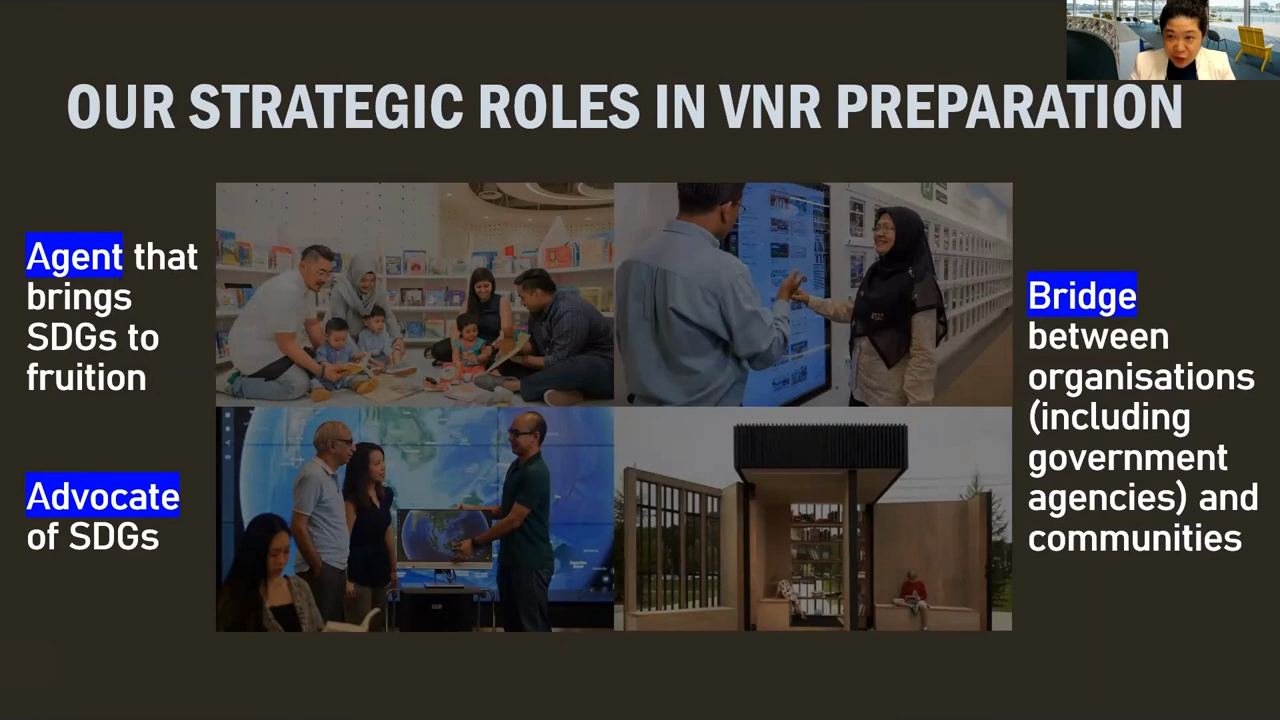 OUR STRATEGIC ROLES IN VNR PREPARATION
Agent that
brings
SDGs to
fruition
Advocate
of SDGs
Bridge
between
organisations
(including
government
agencies) and
communities